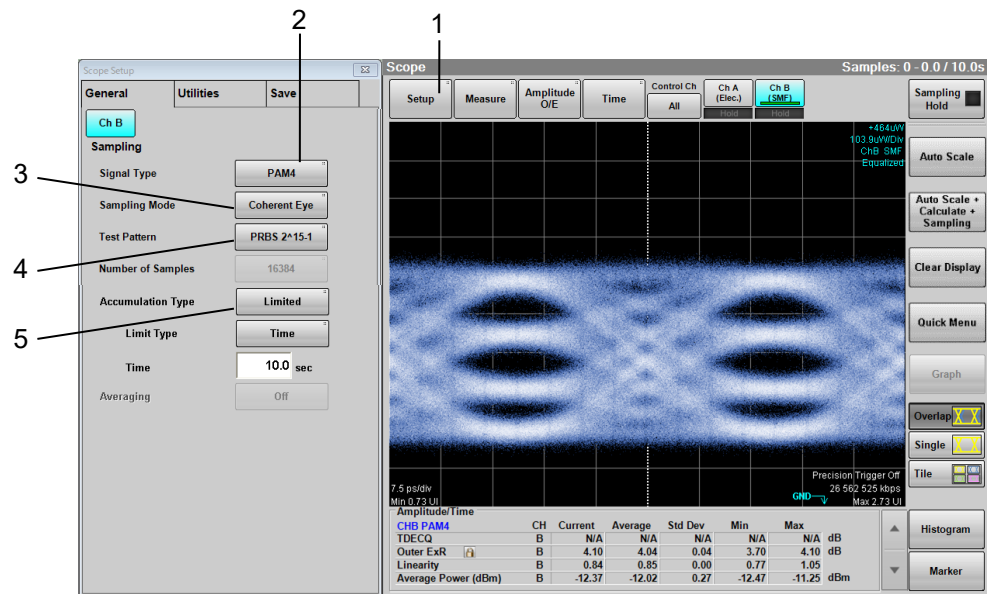 2
1
3
4
5
Scope Setup
General
Utilities
Save
Ch B
Sampling
Signal Type
PAM4
Sampling Mode
Coherent Eye
Test Pattern
PRBS 2^15-1
Number of Samples
16384
Accumulation Type
Limited
Limit Type
Time
Time
10.0 sec
Averaging
Off
Scope
Samples: 0 - 0.0 / 10.0s
Setup
Measure
Amplitude
O/E
Time
Control Ch
All
Ch A
(Elec.)
Hold
Ch B
(SMF)
Hold
Sampling
Hold
+464uW
103.9uW/Div
ChB SMF
Equalized
Auto Scale
Auto Scale +
Calculate +
Sampling
Clear Display
Quick Menu
Graph
Overlap
Single
Tile
Precision Trigger Off
7.5 ps/div
GND
26 562 525 kbps
Min 0.73 UI
Max 2.73 UI
Amplitude/Time
CHB PAM4 CH Current Average Std Dev Min Max
TDECQ B N/A N/A N/A N/A N/A dB
Outer ExR B 4.10 4.04 0.04 3.70 4.10 dB
Linearity B 0.84 0.85 0.00 0.77 1.05
Average Power (dBm) B -12.37 -12.02 0.27 -12.47 -11.25 dBm
Histogram
Marker